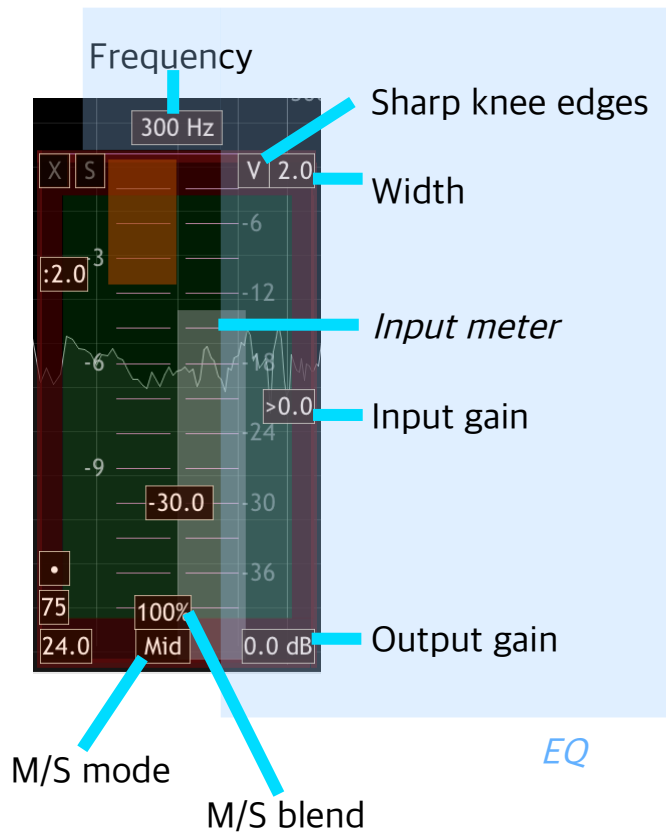 Frequency
300 Hz
Sharp knee edges
X S V 2.0
Width
-6
-3
:2.0
-12
Input meter
-6 -18
>0.0
Input gain
-24
-9
-30.0 -30
-36
75
100%
24.0 Mid 0.0 dB
Output gain
M/S mode
EQ
M/S blend